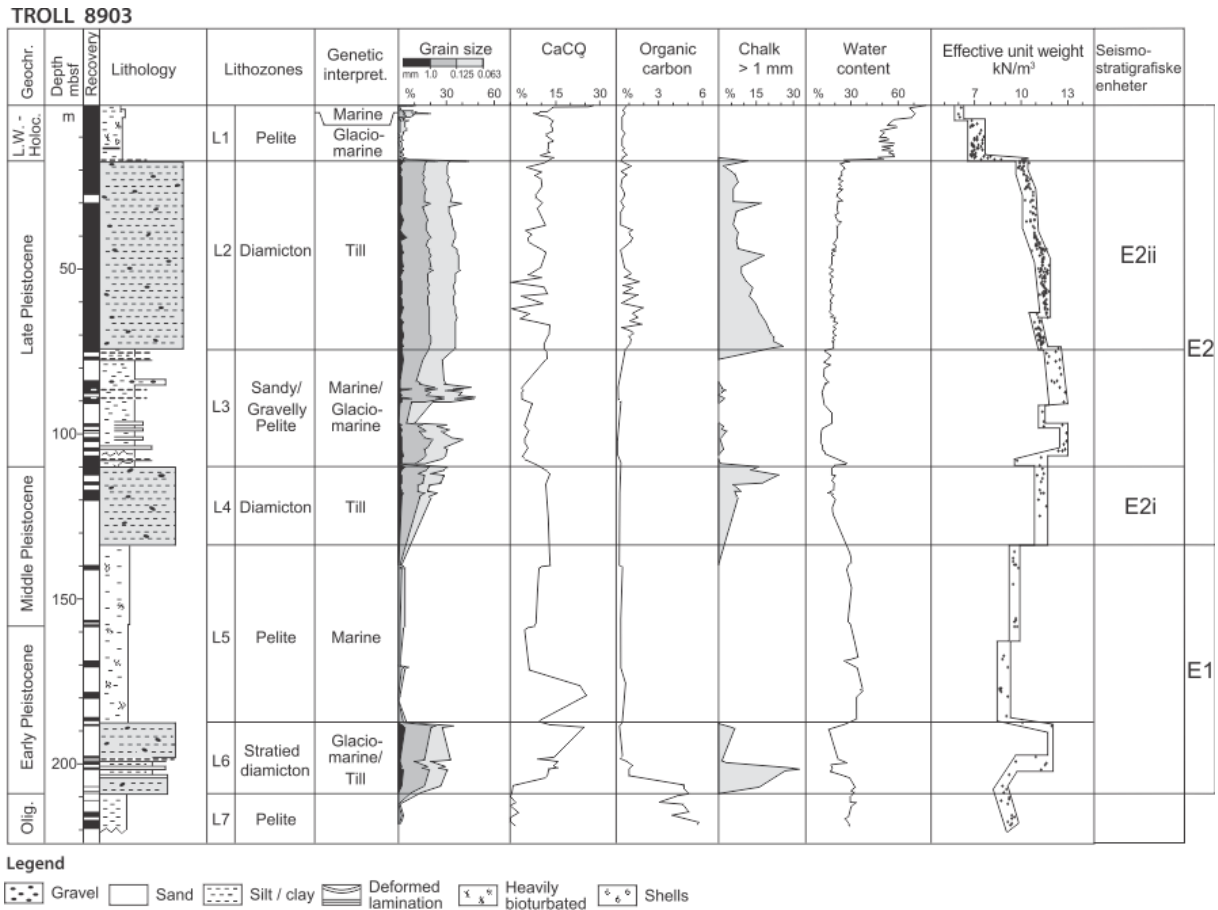 TROLL 8903
Geochr.
Depth
mbsf
Recovery
Lithology
Lithozones
Genetic
interpret.
Grain size
mm 1.0 0.125 0.063
% 30 60
CaCO3
% 15 30
Organic
carbon
% 3 6
Chalk
> 1 mm
% 15 30
Water
content
% 30 60
Effective unit weight
kN/m³
7 10 13
Seismo-
stratigrafiske
enheter
m
50
100
150
200
L.W. -
Holoc.
Late Pleistocene
Middle Pleistocene
Early Pleistocene
Olig.
L1 Pelite
Marine
Glacio-
marine
L2 Diamicton Till
L3
Sandy/
Gravelly
Pelite
Marine/
Glacio-
marine
L4 Diamicton Till
L5 Pelite Marine
L6
Stratied
diamicton
Glacio-
marine/
Till
L7 Pelite
E2ii
E2
E2i
E1
Legend
Gravel
Sand
Silt / clay
Deformed
lamination
Heavily
bioturbated
Shells